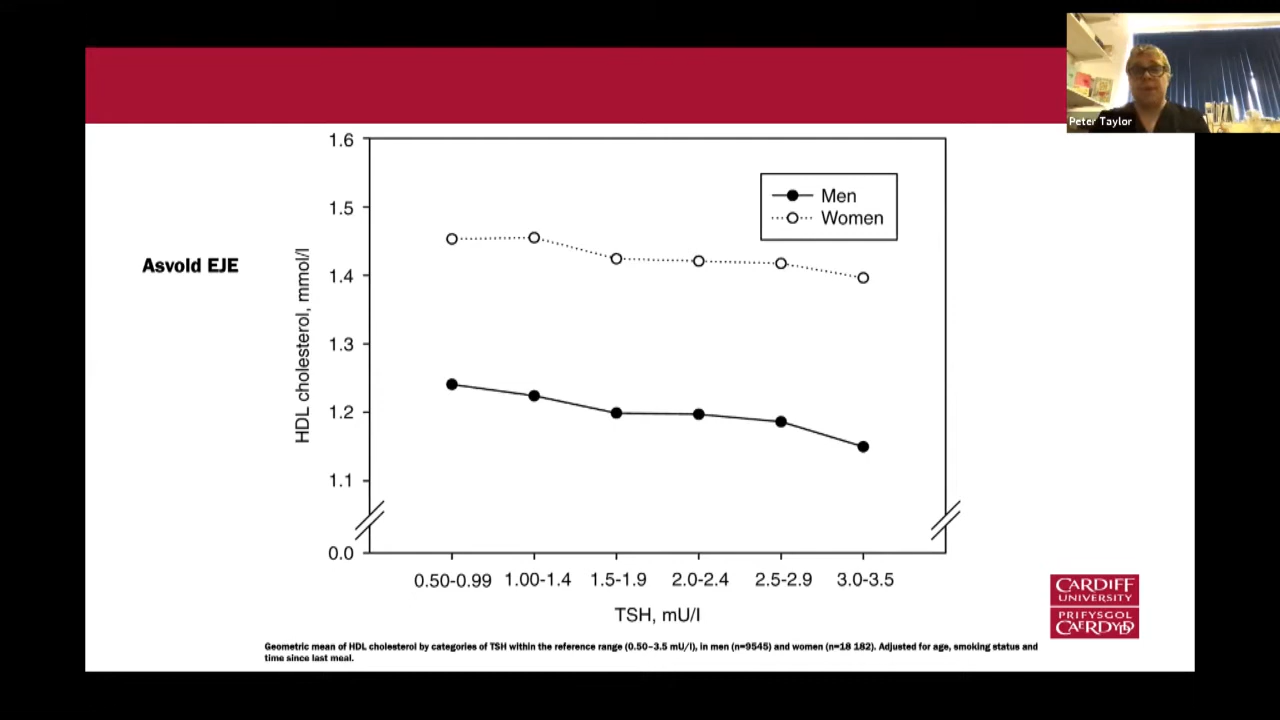 Peter Taylor
Asvold EJE
HDL cholesterol, mmol/l
1.6
1.5
1.4
1.3
1.2
1.1
0.0
Men
Women
0.50-0.99 1.00-1.4 1.5-1.9 2.0-2.4 2.5-2.9 3.0-3.5
TSH, mU/l
CARDIFF
UNIVERSITY
PRIFYSGOL
CAERDYDD
Geometric mean of HDL cholesterol by categories of TSH within the reference range (0.50–3.5 mU/l), in men (n=9545) and women (n=18 182). Adjusted for age, smoking status and
time since last meal.